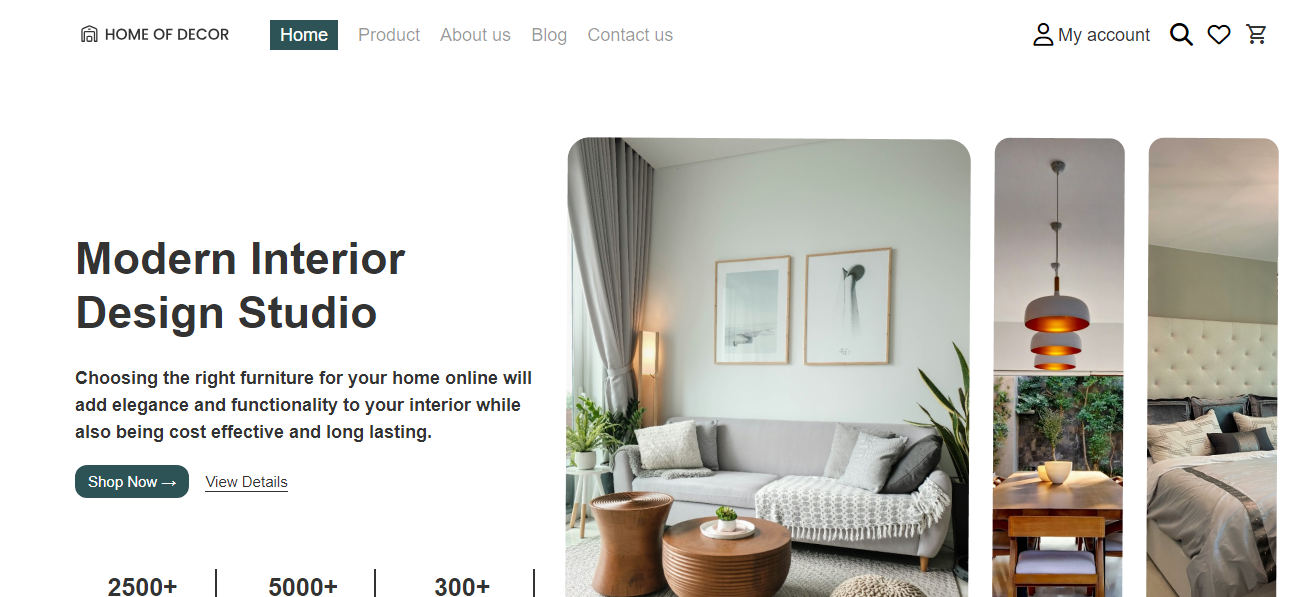 HOME OF DECOR
Home
Product
About us
Blog
Contact us
My account
Modern Interior
Design Studio
Choosing the right furniture for your home online will
add elegance and functionality to your interior while
also being cost effective and long lasting.
Shop Now →
View Details
2500+
5000+
300+